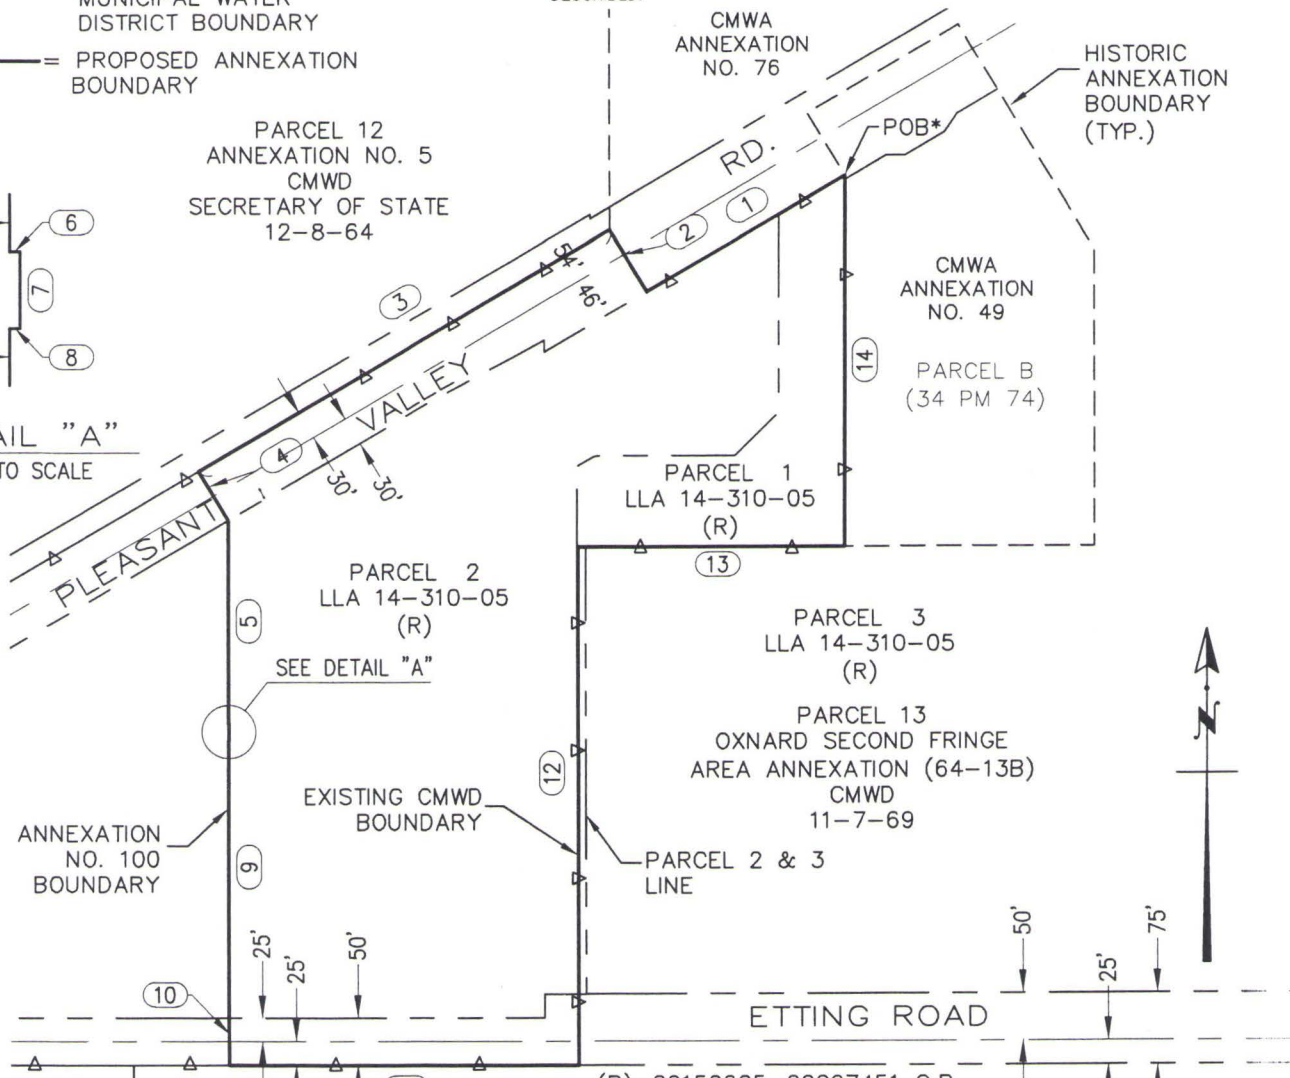 MUNICIPAL WATER
DISTRICT BOUNDARY
= PROPOSED ANNEXATION
BOUNDARY
CMWA
ANNEXATION
NO. 76
HISTORIC
ANNEXATION
BOUNDARY
(TYP.)
PARCEL 12
ANNEXATION NO. 5
CMWD
SECRETARY OF STATE
12-8-64
POB*
RD.
1
2
3
54'
46'
6
7
8
CMWA
ANNEXATION
NO. 49
PARCEL B
(34 PM 74)
14
VALLEY
"A"
TO SCALE
4
30'
30'
PLEASANT
PARCEL 1
LLA 14-310-05
(R)
13
PARCEL 2
LLA 14-310-05
(R)
5
SEE DETAIL "A"
PARCEL 3
LLA 14-310-05
(R)
PARCEL 13
OXNARD SECOND FRINGE
AREA ANNEXATION (64-13B)
CMWD
11-7-69
N
12
EXISTING CMWD
BOUNDARY
ANNEXATION
NO. 100
BOUNDARY
9
PARCEL 2 & 3
LINE
25'
25'
50'
50'
25'
75'
10
ETTING ROAD